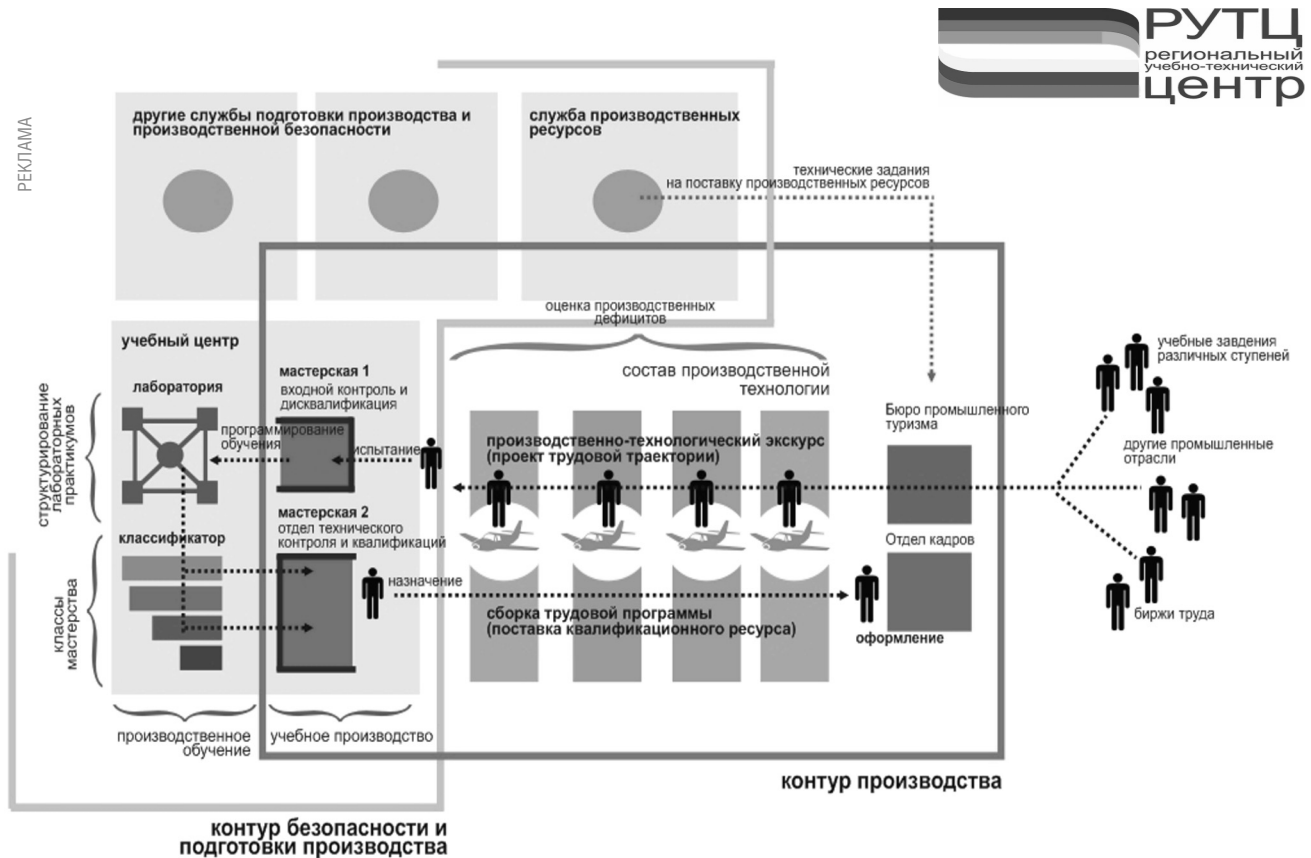 РУТЦ
региональный
учебно-технический
центр
РЕКЛАМА
другие службы подготовки производства и
производственной безопасности
служба производственных
ресурсов
технические задания
на поставку производственных ресурсов
оценка производственных
дефицитов
учебный центр
лаборатория
мастерская 1
входной контроль и
дисквалификация
состав производственной
технологии
учебные завдения
различных ступеней
Бюро промышленного
туризма
структурирование
лабораторных
практикумов
программирование
обучения
испытание
производственно-технологический экскурс
(проект трудовой траектории)
другие промышленные
отрасли
мастерская 2
отдел технического
контроля и квалификаций
классификатор
Отдел кадров
назначение
классы
мастерства
сборка трудовой программы
(поставка квалификационного ресурса)
оформление
биржи труда
производственное
обучение
учебное производство
контур производства
контур безопасности и
подготовки производства